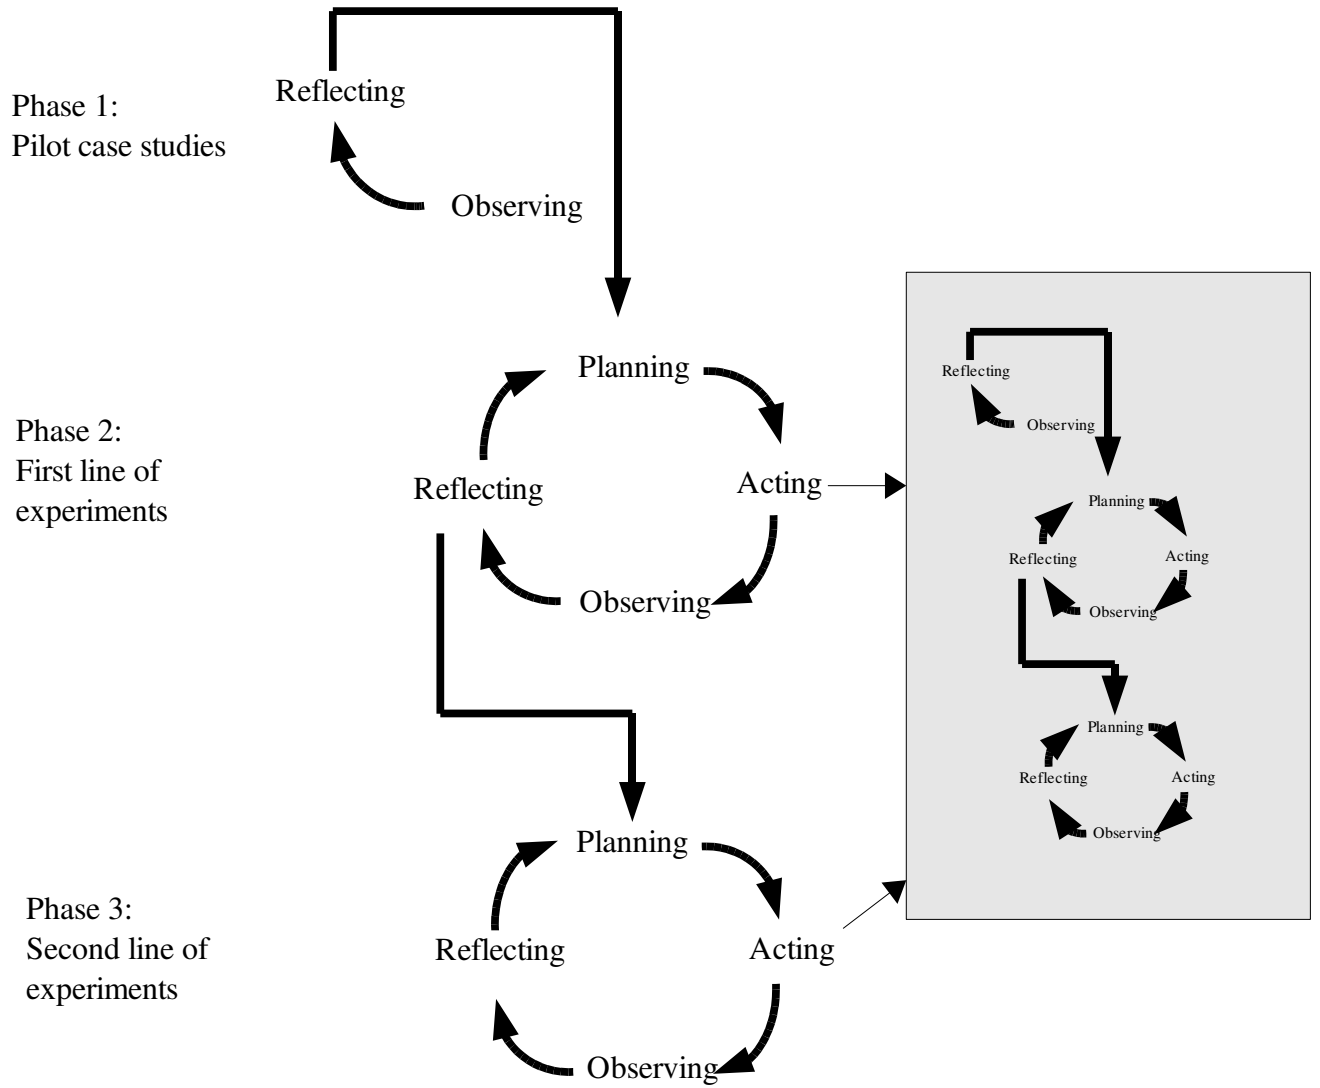 Reflecting
Phase 1:
Pilot case studies
Observing
Planning
Phase 2:
First line of
experiments
Reflecting
Acting
Observing
Planning
Phase 3:
Second line of
experiments
Reflecting
Acting
Observing
Reflecting
Observing
Planning
Reflecting
Acting
Observing
Planning
Reflecting
Acting
Observing